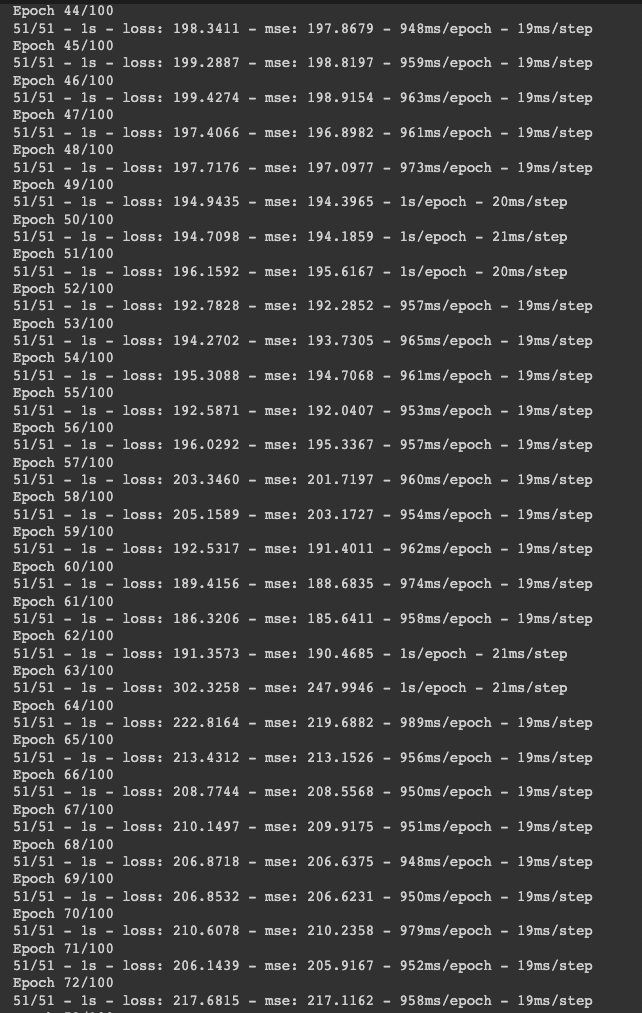 Epoch 44/100
51/51 - 1s - loss: 198.3411 - mse: 197.8679 - 948ms/epoch - 19ms/step
Epoch 45/100
51/51 - 1s - loss: 199.2887 - mse: 198.8197 - 959ms/epoch - 19ms/step
Epoch 46/100
51/51 - 1s - loss: 199.4274 - mse: 198.9154 - 963ms/epoch - 19ms/step
Epoch 47/100
51/51 - 1s - loss: 197.4066 - mse: 196.8982 - 961ms/epoch - 19ms/step
Epoch 48/100
51/51 - 1s - loss: 197.7176 - mse: 197.0977 - 973ms/epoch - 19ms/step
Epoch 49/100
51/51 - 1s - loss: 194.9435 - mse: 194.3965 - 1s/epoch - 20ms/step
Epoch 50/100
51/51 - 1s - loss: 194.7098 - mse: 194.1859 - 1s/epoch - 21ms/step
Epoch 51/100
51/51 - 1s - loss: 196.1592 - mse: 195.6167 - 1s/epoch - 20ms/step
Epoch 52/100
51/51 - 1s - loss: 192.7828 - mse: 192.2852 - 957ms/epoch - 19ms/step
Epoch 53/100
51/51 - 1s - loss: 194.2702 - mse: 193.7305 - 965ms/epoch - 19ms/step
Epoch 54/100
51/51 - 1s - loss: 195.3088 - mse: 194.7068 - 961ms/epoch - 19ms/step
Epoch 55/100
51/51 - 1s - loss: 192.5871 - mse: 192.0407 - 953ms/epoch - 19ms/step
Epoch 56/100
51/51 - 1s - loss: 196.0292 - mse: 195.3367 - 957ms/epoch - 19ms/step
Epoch 57/100
51/51 - 1s - loss: 203.3460 - mse: 201.7197 - 960ms/epoch - 19ms/step
Epoch 58/100
51/51 - 1s - loss: 205.1589 - mse: 203.1727 - 954ms/epoch - 19ms/step
Epoch 59/100
51/51 - 1s - loss: 192.5317 - mse: 191.4011 - 962ms/epoch - 19ms/step
Epoch 60/100
51/51 - 1s - loss: 189.4156 - mse: 188.6835 - 974ms/epoch - 19ms/step
Epoch 61/100
51/51 - 1s - loss: 186.3206 - mse: 185.6411 - 958ms/epoch - 19ms/step
Epoch 62/100
51/51 - 1s - loss: 191.3573 - mse: 190.4685 - 1s/epoch - 21ms/step
Epoch 63/100
51/51 - 1s - loss: 302.3258 - mse: 247.9946 - 1s/epoch - 21ms/step
Epoch 64/100
51/51 - 1s - loss: 222.8164 - mse: 219.6882 - 989ms/epoch - 19ms/step
Epoch 65/100
51/51 - 1s - loss: 213.4312 - mse: 213.1526 - 956ms/epoch - 19ms/step
Epoch 66/100
51/51 - 1s - loss: 208.7744 - mse: 208.5568 - 950ms/epoch - 19ms/step
Epoch 67/100
51/51 - 1s - loss: 210.1497 - mse: 209.9175 - 951ms/epoch - 19ms/step
Epoch 68/100
51/51 - 1s - loss: 206.8718 - mse: 206.6375 - 948ms/epoch - 19ms/step
Epoch 69/100
51/51 - 1s - loss: 206.8532 - mse: 206.6231 - 950ms/epoch - 19ms/step
Epoch 70/100
51/51 - 1s - loss: 210.6078 - mse: 210.2358 - 979ms/epoch - 19ms/step
Epoch 71/100
51/51 - 1s - loss: 206.1439 - mse: 205.9167 - 952ms/epoch - 19ms/step
Epoch 72/100
51/51 - 1s - loss: 217.6815 - mse: 217.1162 - 958ms/epoch - 19ms/step